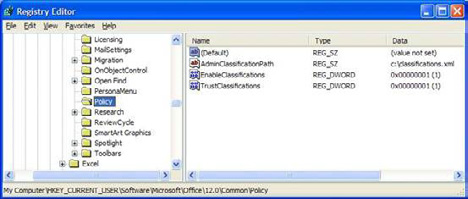 Registry Editor
File Edit View Favorites Help
Licensing
MailSettings
Migration
OnObjectControl
Open Find
PersonaMenu
Policy
Research
ReviewCycle
SmartArt Graphics
Spotlight
Toolbars
Excel
Name Type Data
(Default) REG_SZ (value not set)
AdminClassificationPath REG_SZ c:\classifications.xml
EnableClassifications REG_DWORD 0x00000001 (1)
TrustClassifications REG_DWORD 0x00000001 (1)
My Computer\HKEY_CURRENT_USER\Software\Microsoft\Office\12.0\Common\Policy